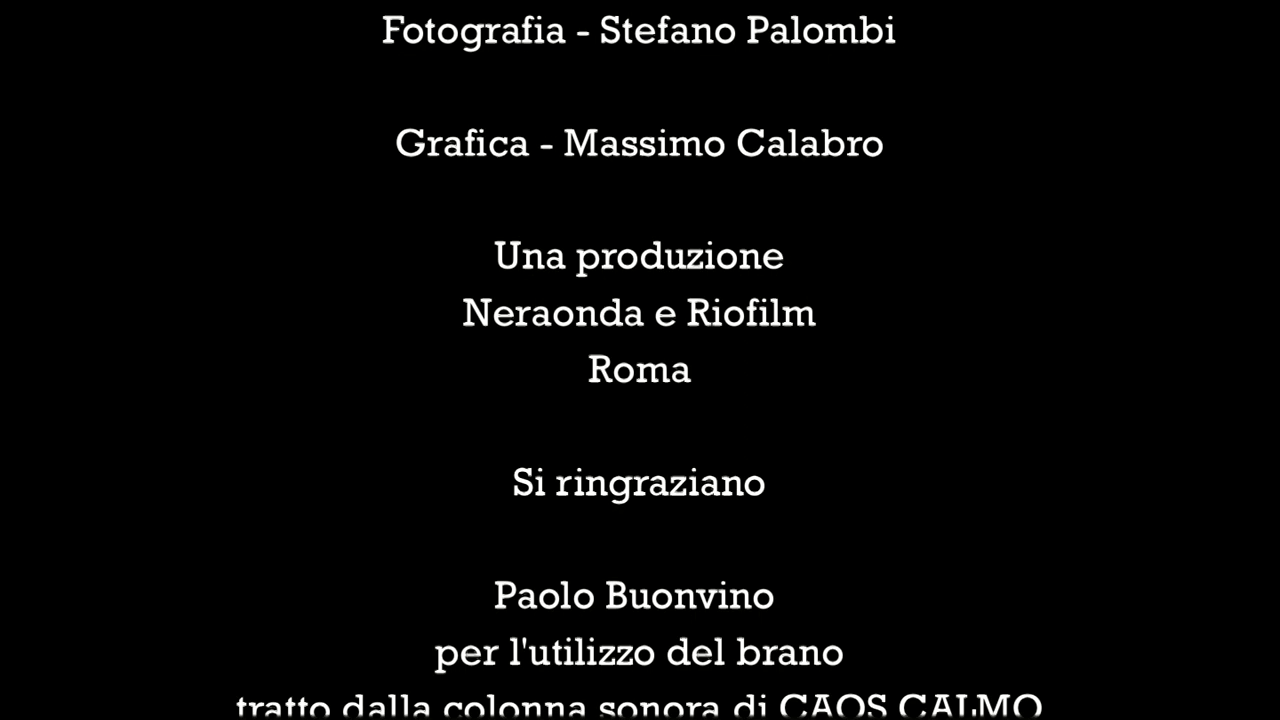 Fotografia - Stefano Palombi
Grafica - Massimo Calabro
Una produzione
Neraonda e Riofilm
Roma
Si ringraziano
Paolo Buonvino
per l'utilizzo del brano
tratto dalla colonna sonora di CAOS CALMO